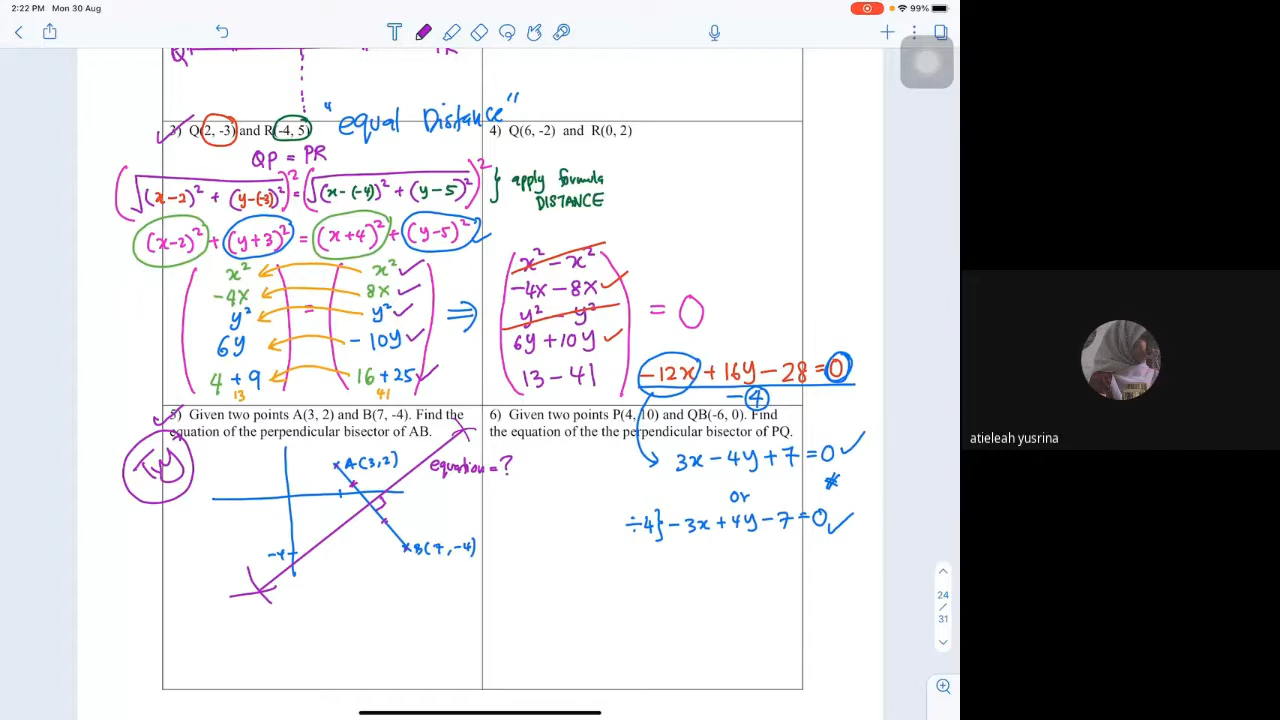 2:22 PM Mon 30 Aug
99%
Q
PR
"equal Distance"
3) Q(2, -3) and R(-4, 5)
4) Q(6, -2) and R(0, 2)
QP = PR
(√(x-2)² + (y-(-3)²)² = (√(x-(-4))² + (y-5)²)²
} apply formula
DISTANCE
(x-2)² + (y+3)² = (x+4)² + (y-5)²
x² x² x² - x²
-4x 8x -4x - 8x
= ⇒ = 0
y² y² y² - y²
6y -10y 6y + 10y
4 + 9 16 + 25 13 - 41
13 41
-12x + 16y - 28 = 0
-4
5) Given two points A(3, 2) and B(7, -4). Find the
equation of the perpendicular bisector of AB.
6) Given two points P(4, 10) and QB(-6, 0). Find
the equation of the the perpendicular bisector of PQ.
Try
A(3,2)
equation = ?
-4
B(7,-4)
3x - 4y + 7 = 0
or
÷4} -3x + 4y - 7 = 0
24
/
31
atieleah yusrina